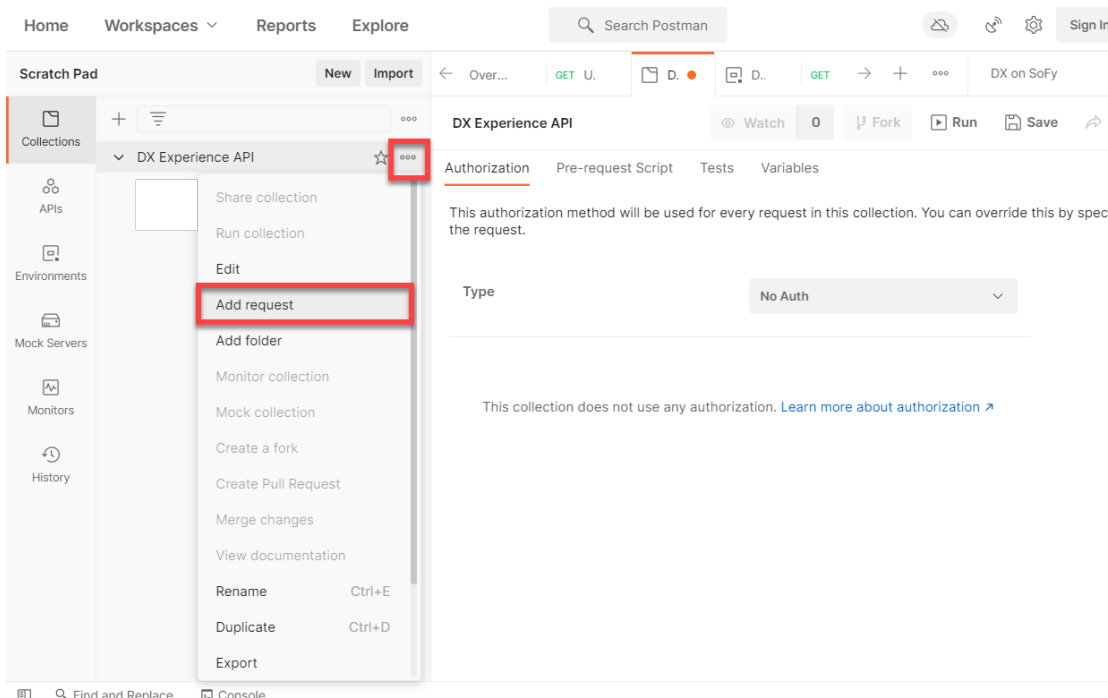 Home Workspaces Reports Explore Search Postman Sign In
Scratch Pad New Import Over... GET U. D. D.. GET DX on SoFy
Collections
DX Experience API Watch 0 Fork Run Save
DX Experience API
Authorization Pre-request Script Tests Variables
APIs
Share collection
This authorization method will be used for every request in this collection. You can override this by spec
the request.
Run collection
Environments
Edit
Type No Auth
Add request
Mock Servers
Add folder
Monitor collection
Monitors
Mock collection
This collection does not use any authorization. Learn more about authorization
Create a fork
History
Create Pull Request
Merge changes
View documentation
Rename Ctrl+E
Duplicate Ctrl+D
Export
Find and Replace Console